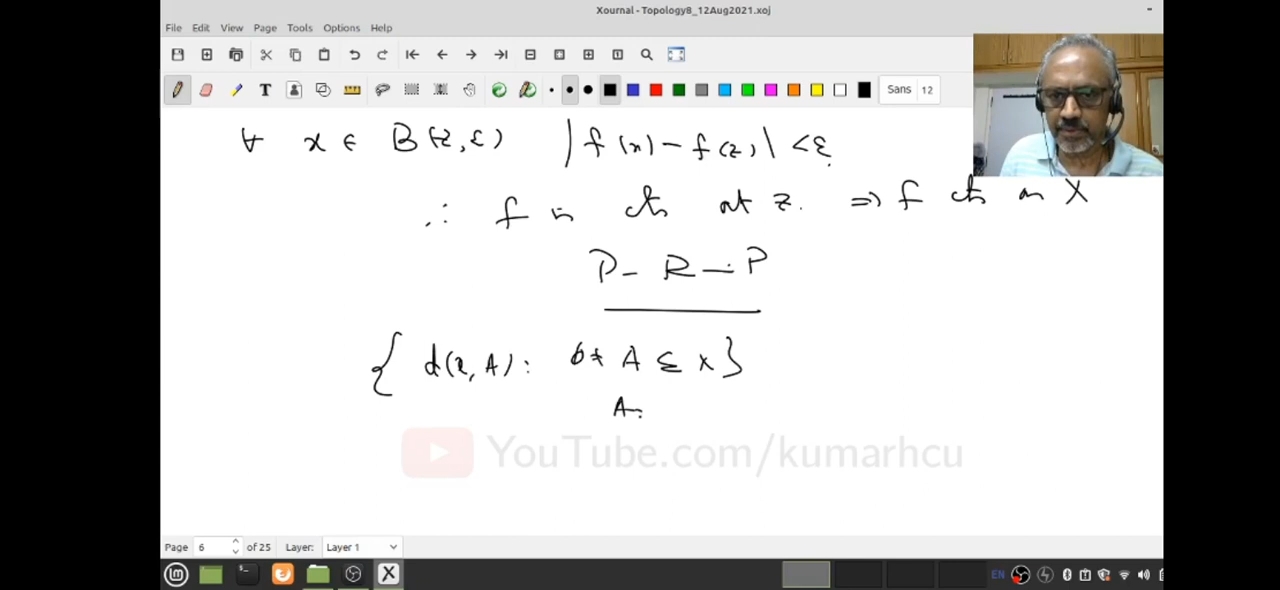 Xournal - Topology8_12Aug2021.xoj
File Edit View Page Tools Options Help
Sans 12
∀ x ∈ B(z, ε) |f(x) - f(z)| < ε.
∴ f is cts at z. ⇒ f cts on X
P - R - P
{ d(x, A) : ∅ ≠ A ⊆ X }
A =
YouTube.com/kumarhcu
Page 6 of 25 Layer: Layer 1
EN